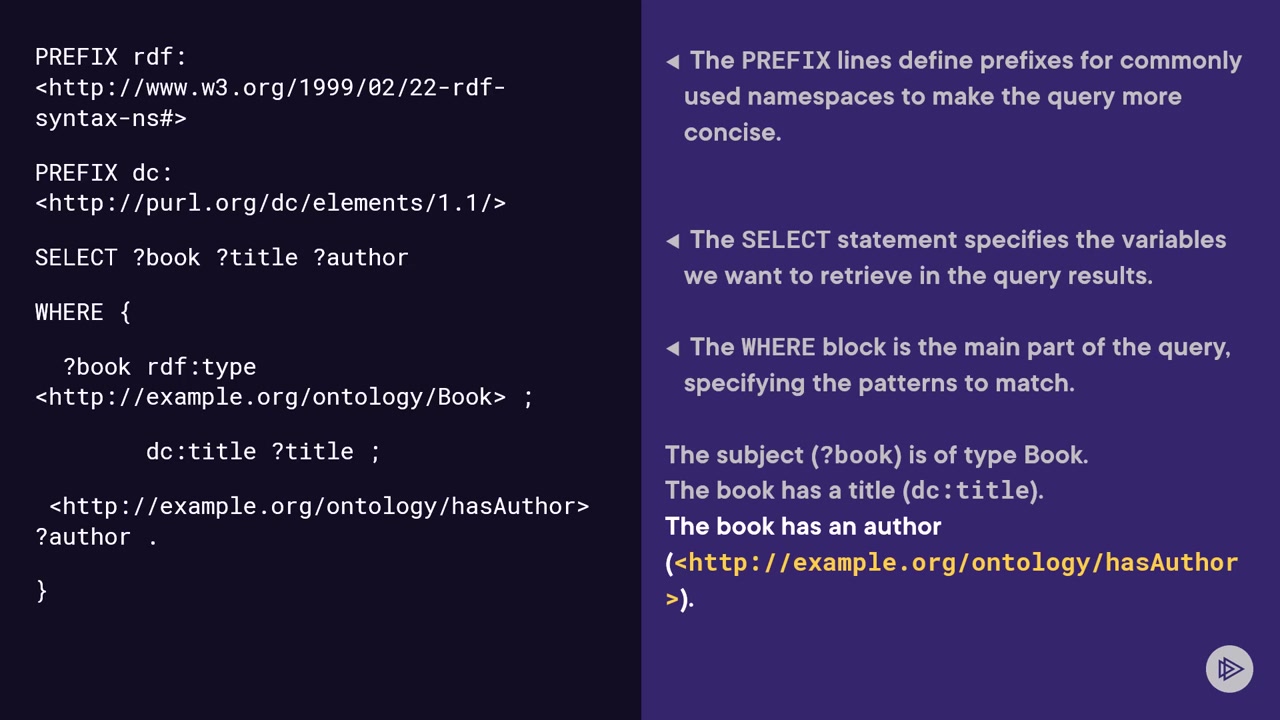 PREFIX rdf:
<http://www.w3.org/1999/02/22-rdf-
syntax-ns#>
PREFIX dc:
<http://purl.org/dc/elements/1.1/>
SELECT ?book ?title ?author
WHERE {
?book rdf:type
<http://example.org/ontology/Book> ;
dc:title ?title ;
<http://example.org/ontology/hasAuthor>
?author .
}
The PREFIX lines define prefixes for commonly
used namespaces to make the query more
concise.
The SELECT statement specifies the variables
we want to retrieve in the query results.
The WHERE block is the main part of the query,
specifying the patterns to match.
The subject (?book) is of type Book.
The book has a title (dc:title).
The book has an author
(<http://example.org/ontology/hasAuthor
>).